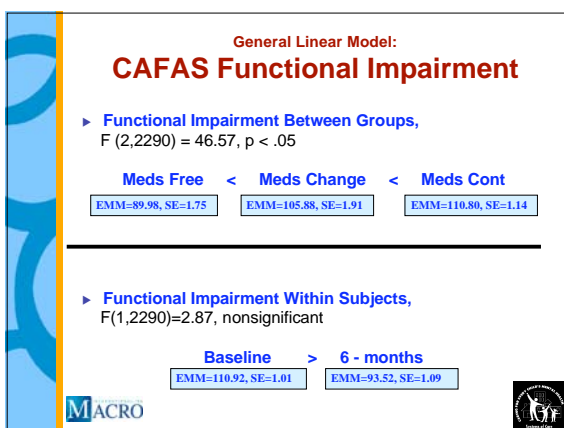 General Linear Model:
CAFAS Functional Impairment
Functional Impairment Between Groups,
F (2,2290) = 46.57, p < .05
Meds Free < Meds Change < Meds Cont
EMM=89.98, SE=1.75 EMM=105.88, SE=1.91 EMM=110.80, SE=1.14
Functional Impairment Within Subjects,
F(1,2290)=2.87, nonsignificant
Baseline > 6 - months
EMM=110.92, SE=1.01 EMM=93.52, SE=1.09
MACRO
Systems of Care